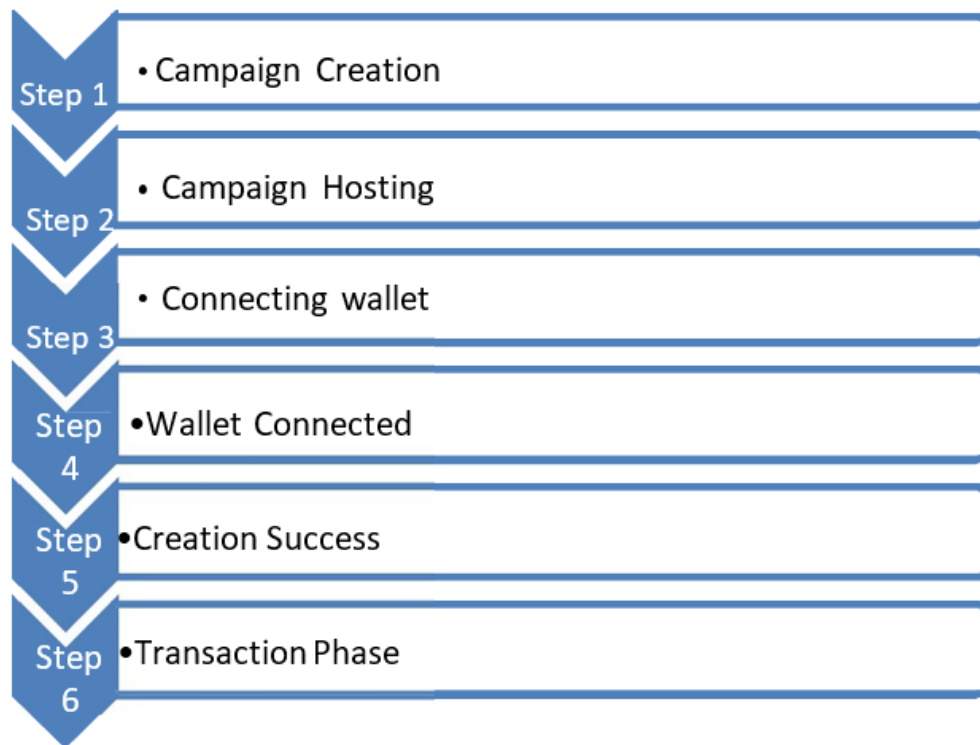 Step 1
• Campaign Creation
Step 2
• Campaign Hosting
Step 3
• Connecting wallet
Step
4
•Wallet Connected
Step
5
•Creation Success
Step
6
•Transaction Phase